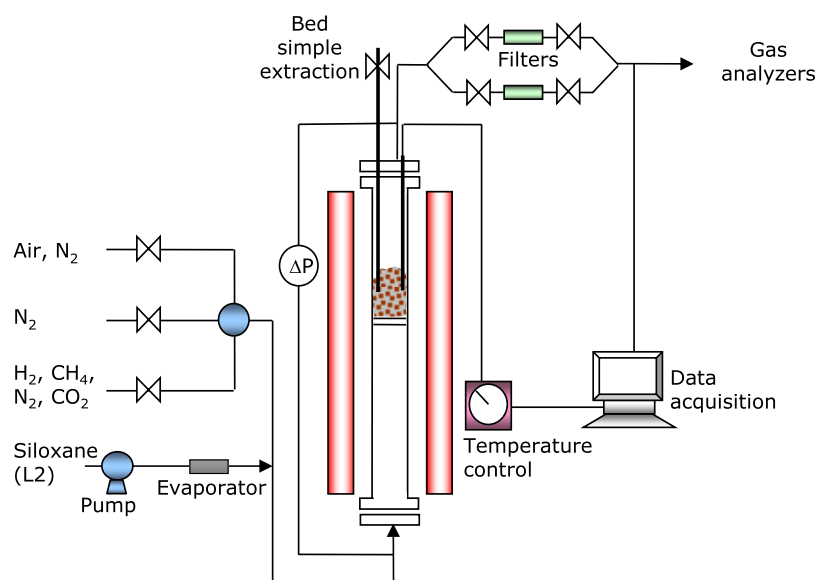 Bed
simple
extraction
Filters
Gas
analyzers
Air, N₂
ΔP
N₂
H₂, CH₄,
N₂, CO₂
Data
acquisition
Siloxane
(L2)
Temperature
control
Evaporator
Pump